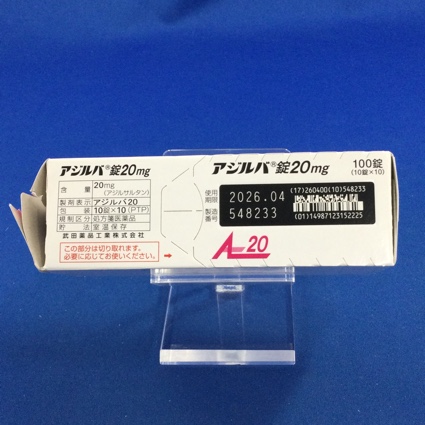 アジルバ®錠20mg
含量 20mg (アジルサルタン)
製剤表示 アジルバ20
包装 10錠×10(PTP)
規制区分 処方箋医薬品
貯法 室温保存
武田薬品工業株式会社
この部分は切り取れます。
必要に応じてお使いください。
アジルバ®錠20mg
100錠
(10錠×10)
使用期限 2026.04
製造番号 548233
(17)260400(10)548233
(01)14987123152225
A-20